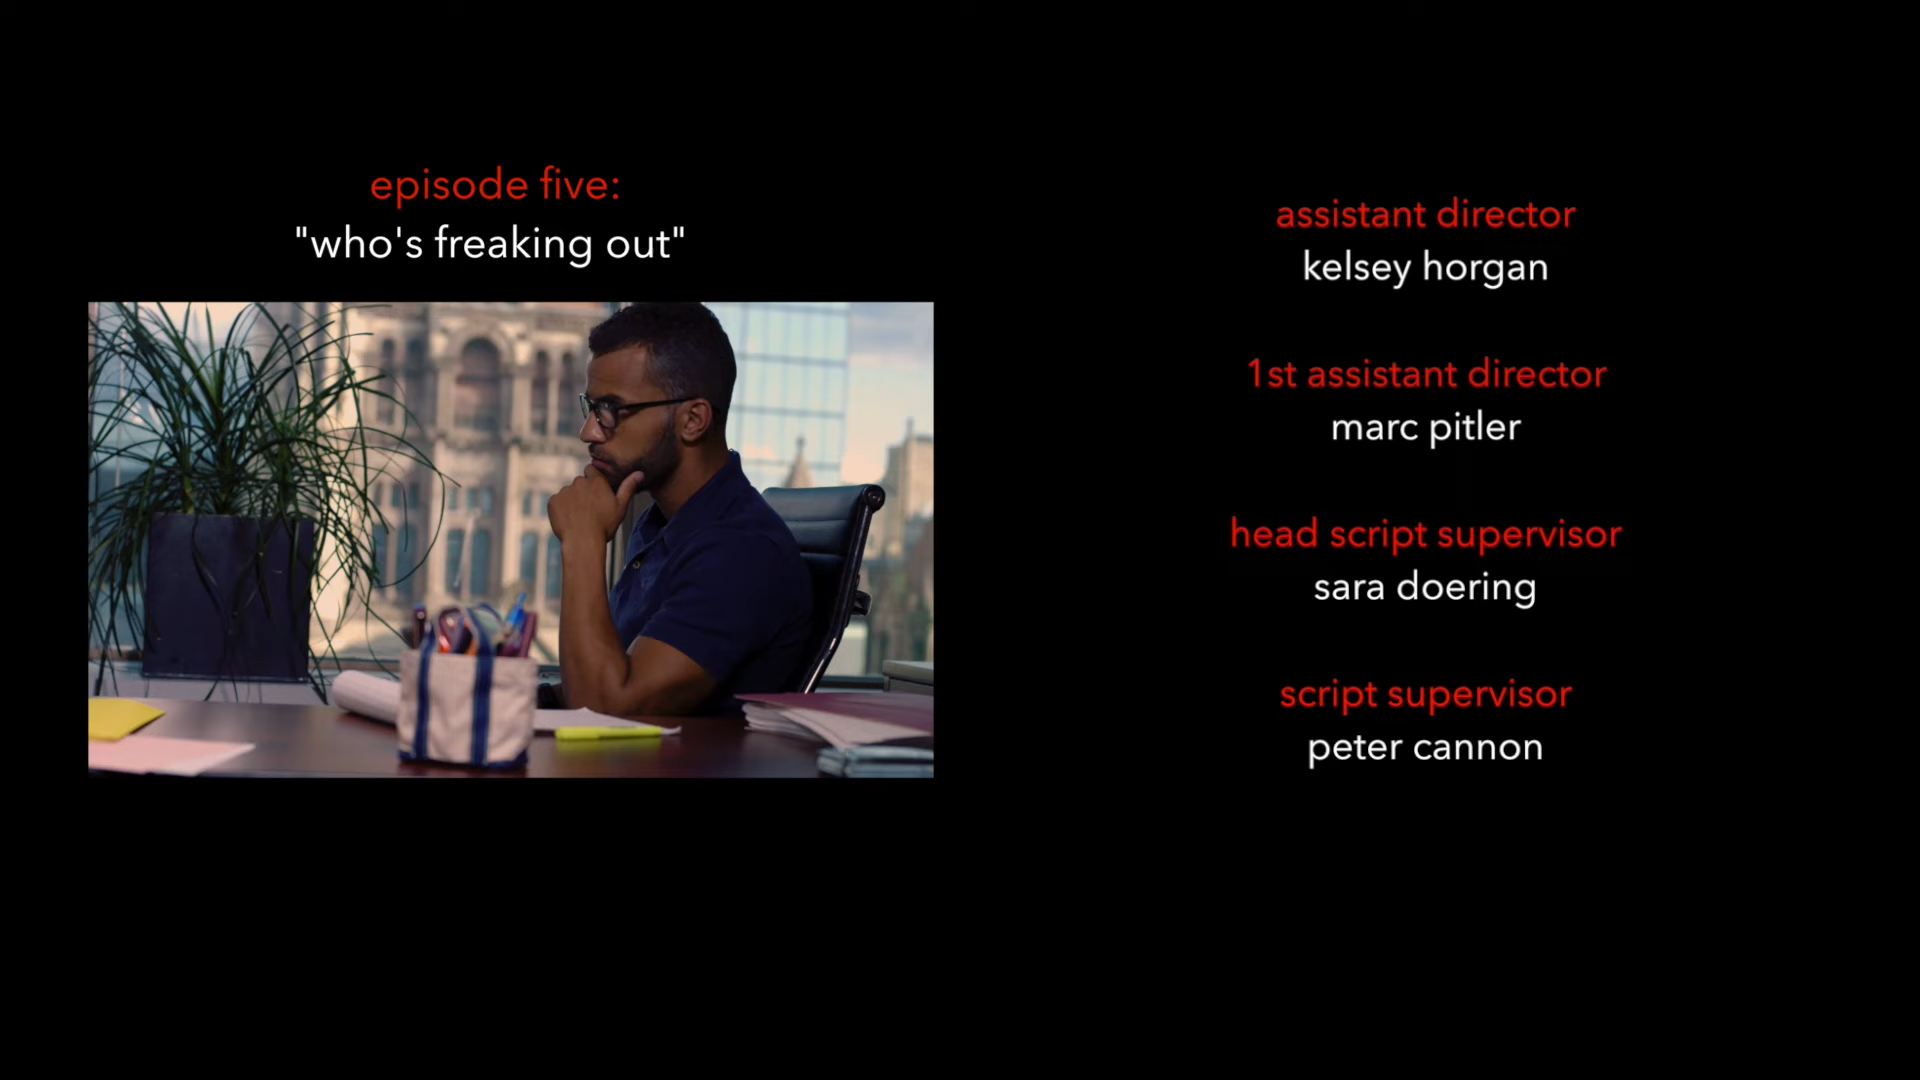 episode five:
"who's freaking out"
assistant director
kelsey horgan
1st assistant director
marc pitler
head script supervisor
sara doering
script supervisor
peter cannon